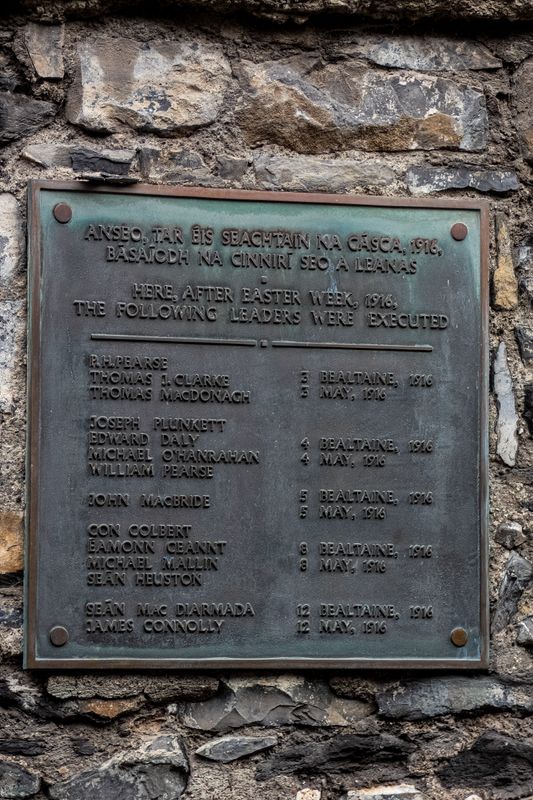 ANSEO, TAR ÉIS SEACHTAIN NA CÁSCA, 1916,
BÁSAÍODH NA CINNIRÍ SEO A LEANAS
HERE, AFTER EASTER WEEK, 1916,
THE FOLLOWING LEADERS WERE EXECUTED
P.H. PEARSE
THOMAS J. CLARKE 3 BEALTAINE, 1916
THOMAS MACDONAGH 3 MAY, 1916
JOSEPH PLUNKETT
EDWARD DALY 4 BEALTAINE, 1916
MICHAEL O'HANRAHAN 4 MAY, 1916
WILLIAM PEARSE
JOHN MACBRIDE 5 BEALTAINE, 1916
5 MAY, 1916
CON COLBERT
EAMONN CEANNT 8 BEALTAINE, 1916
MICHAEL MALLIN 8 MAY, 1916
SEÁN HEUSTON
SEÁN MAC DIARMADA 12 BEALTAINE, 1916
JAMES CONNOLLY 12 MAY, 1916